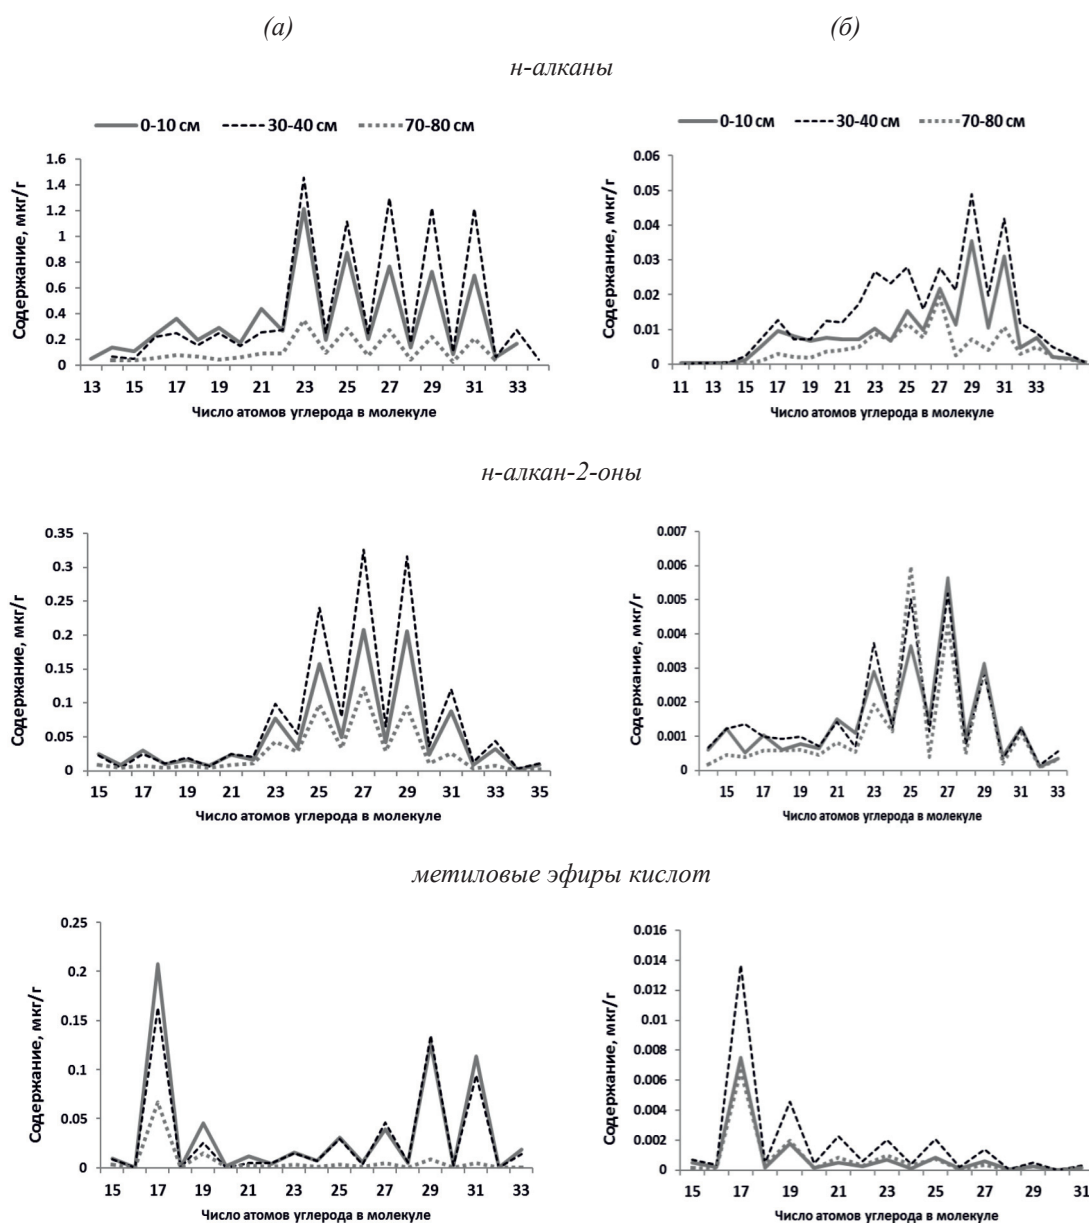 (а) (б)
н-алканы
0-10 см 30-40 см 70-80 см
Содержание, мкг/г
1.6
1.4
1.2
1
0.8
0.6
0.4
0.2
0
13 15 17 19 21 23 25 27 29 31 33
Число атомов углерода в молекуле
0-10 см 30-40 см 70-80 см
Содержание, мкг/г
0.06
0.05
0.04
0.03
0.02
0.01
0
11 13 15 17 19 21 23 25 27 29 31 33
Число атомов углерода в молекуле
н-алкан-2-оны
Содержание, мкг/г
0.35
0.3
0.25
0.2
0.15
0.1
0.05
0
15 17 19 21 23 25 27 29 31 33 35
Число атомов углерода в молекуле
Содержание, мкг/г
0.007
0.006
0.005
0.004
0.003
0.002
0.001
0
15 17 19 21 23 25 27 29 31 33
Число атомов углерода в молекуле
метиловые эфиры кислот
Содержание, мкг/г
0.25
0.2
0.15
0.1
0.05
0
15 17 19 21 23 25 27 29 31 33
Число атомов углерода в молекуле
Содержание, мкг/г
0.016
0.014
0.012
0.01
0.008
0.006
0.004
0.002
0
15 17 19 21 23 25 27 29 31
Число атомов углерода в молекуле